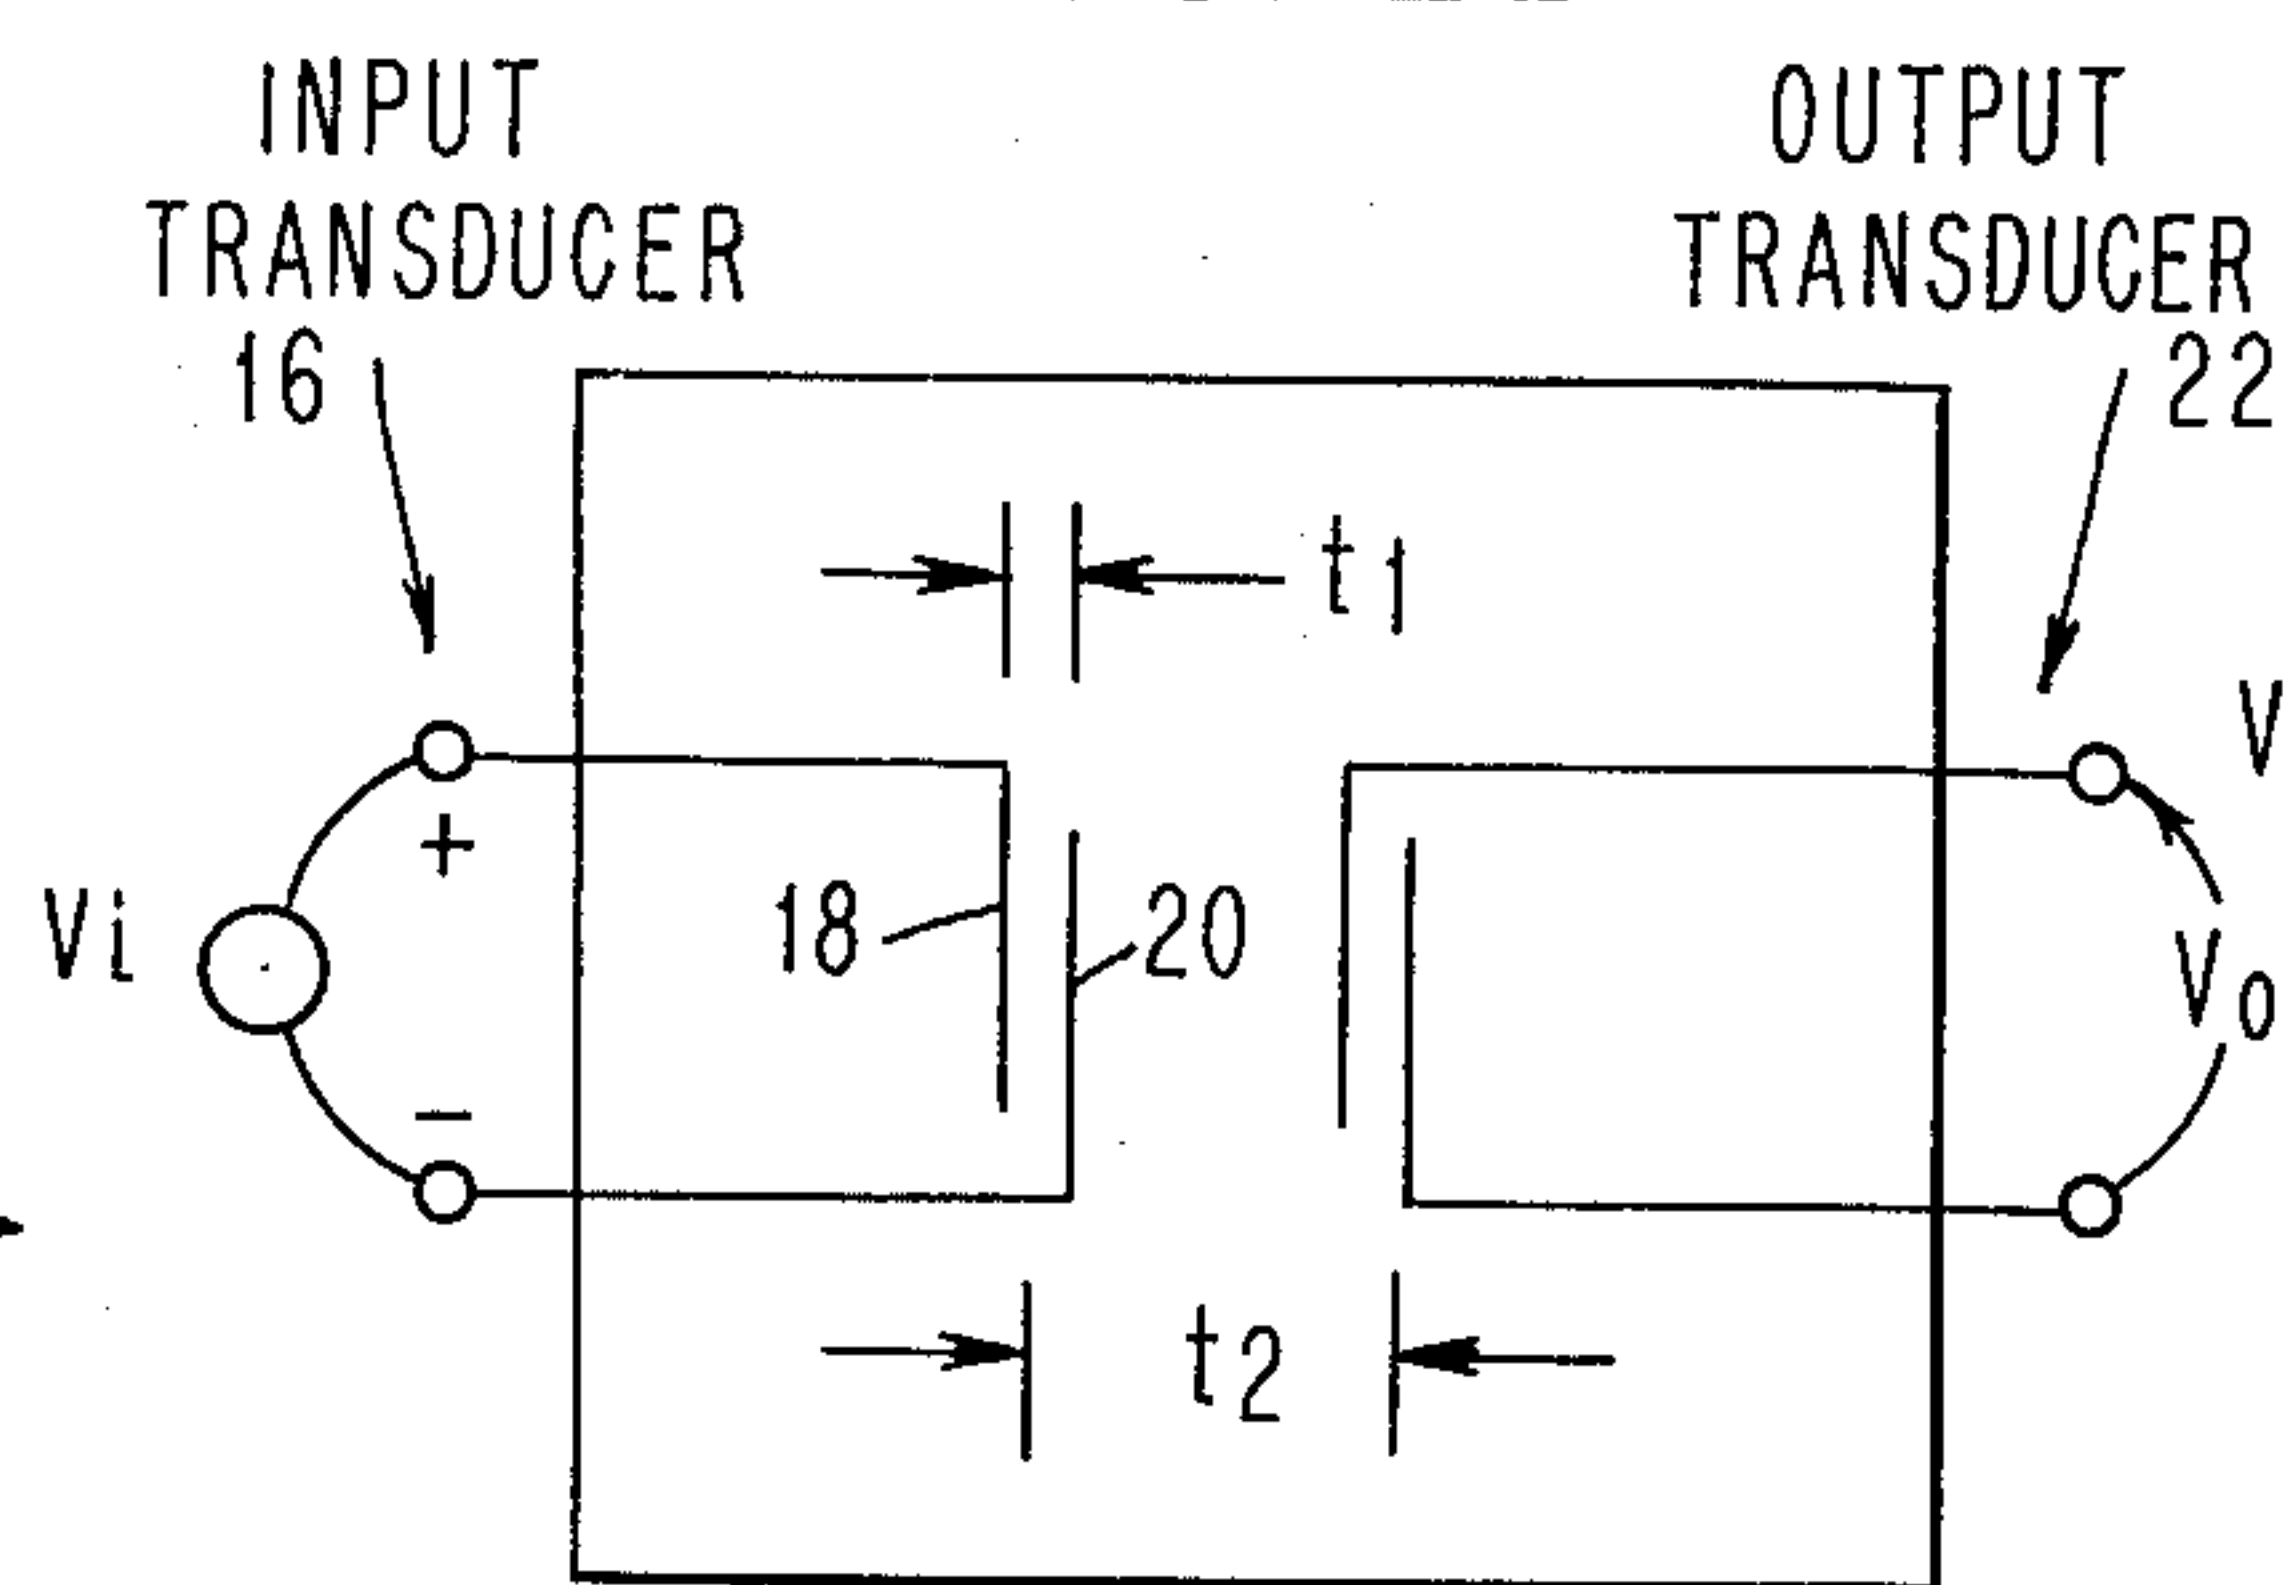 INPUT
TRANSDUCER
16
OUTPUT
TRANSDUCER
22
t1
V
+
Vi
18
20
Vo
−
t2